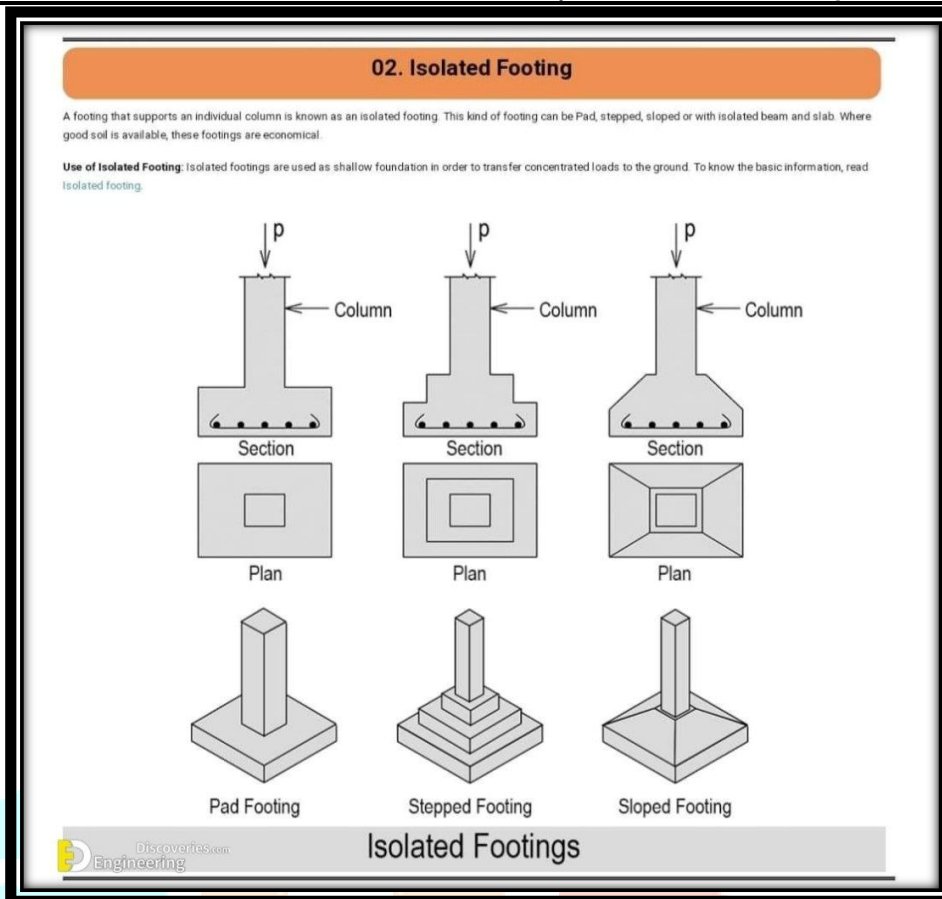 02. Isolated Footing
A footing that supports an individual column is known as an isolated footing. This kind of footing can be Pad, stepped, sloped or with isolated beam and slab. Where
good soil is available, these footings are economical.
Use of Isolated Footing: Isolated footings are used as shallow foundation in order to transfer concentrated loads to the ground. To know the basic information, read
Isolated footing.
p p p
Column Column Column
Section Section Section
Plan Plan Plan
Pad Footing Stepped Footing Sloped Footing
Isolated Footings
Discoveries.com
Engineering